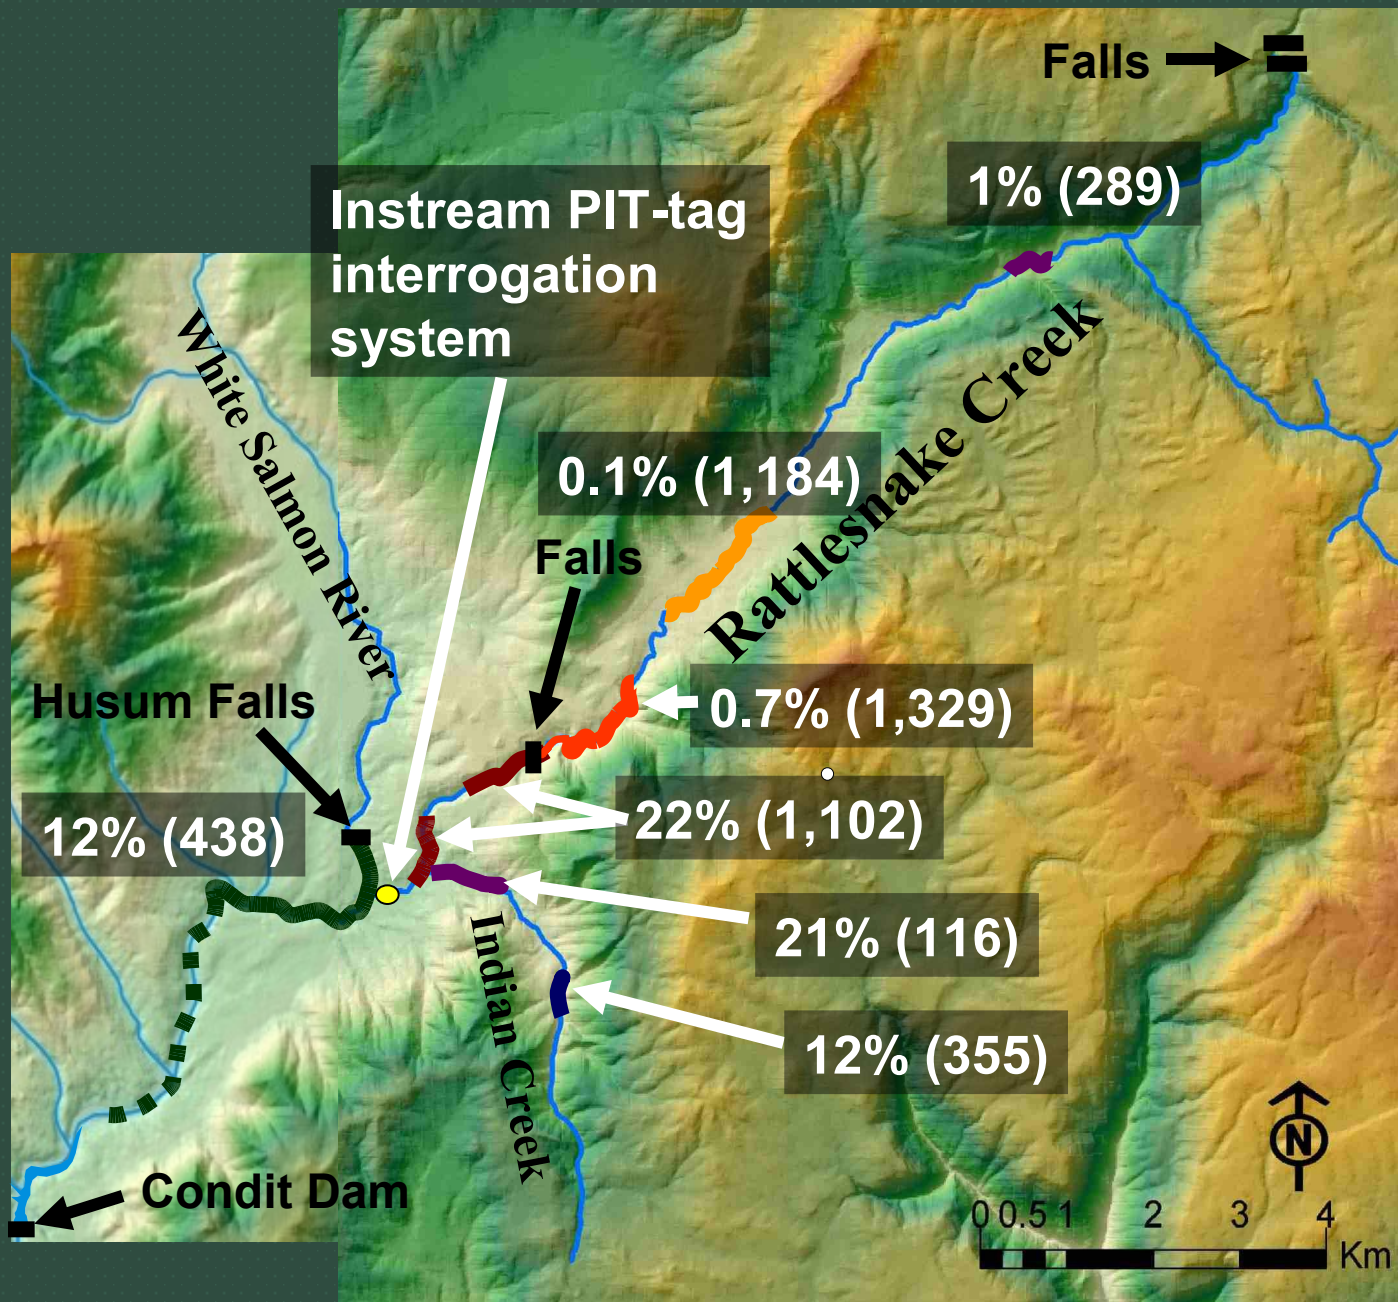 Falls
1% (289)
Instream PIT-tag
interrogation
system
White Salmon River
Rattlesnake Creek
0.1% (1,184)
Falls
Husum Falls
0.7% (1,329)
12% (438)
22% (1,102)
21% (116)
Indian Creek
12% (355)
N
Condit Dam
0 0.5 1 2 3 4
Km